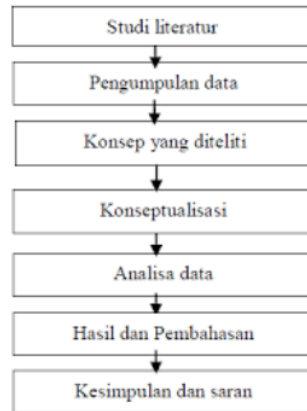 Studi literatur
Pengumpulan data
Konsep yang diteliti
Konseptualisasi
Analisa data
Hasil dan Pembahasan
Kesimpulan dan saran